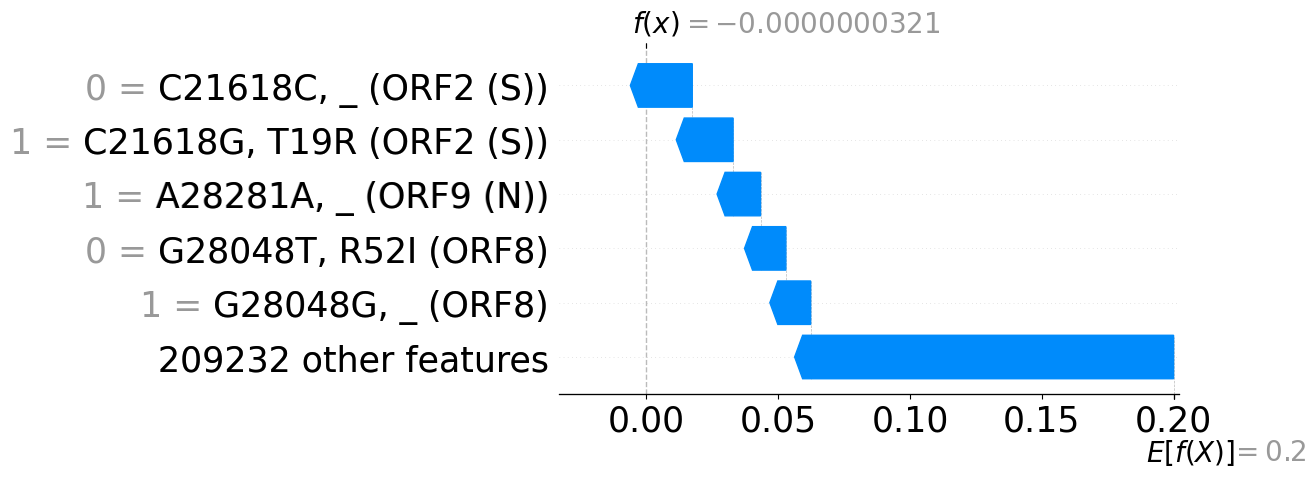 f(x) = −0.0000000321
0 = C21618C, _ (ORF2 (S))
1 = C21618G, T19R (ORF2 (S))
1 = A28281A, _ (ORF9 (N))
0 = G28048T, R52I (ORF8)
1 = G28048G, _ (ORF8)
209232 other features
0.00 0.05 0.10 0.15 0.20
E[f(X)]= 0.2